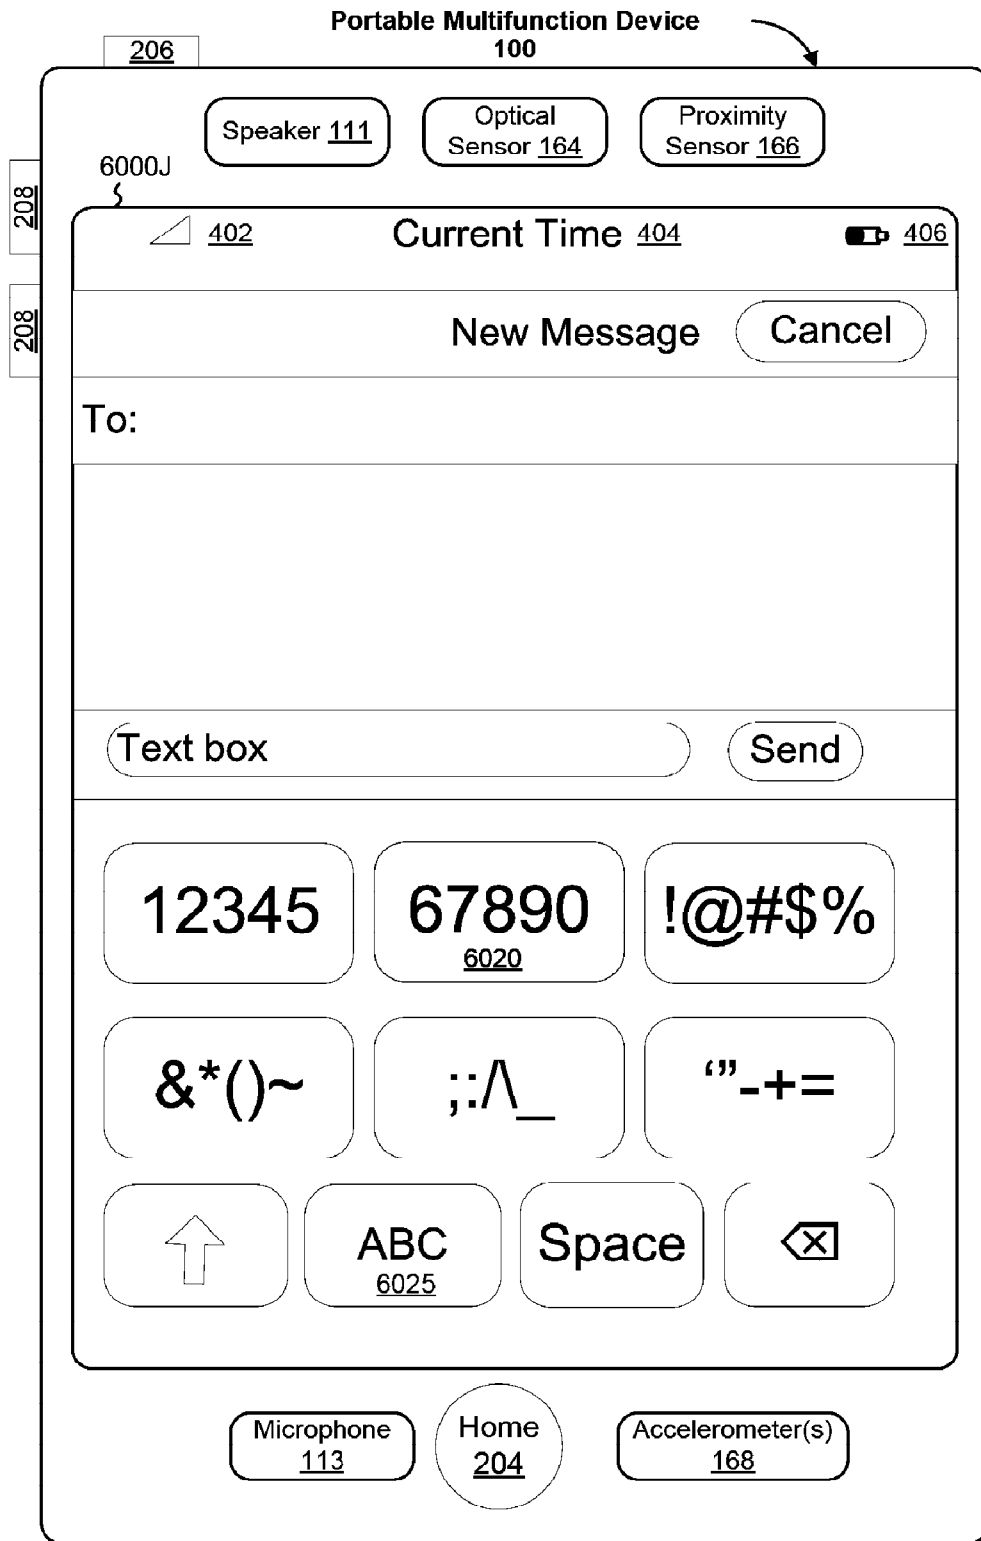 Portable Multifunction Device
100
206
Speaker 111
Optical
Sensor 164
Proximity
Sensor 166
6000J
208
402
Current Time 404
406
208
New Message
Cancel
To:
Text box
Send
12345
67890
6020
!@#$%
&*()~
;:/\_
‘”-+=
ABC
6025
Space
Microphone
113
Home
204
Accelerometer(s)
168